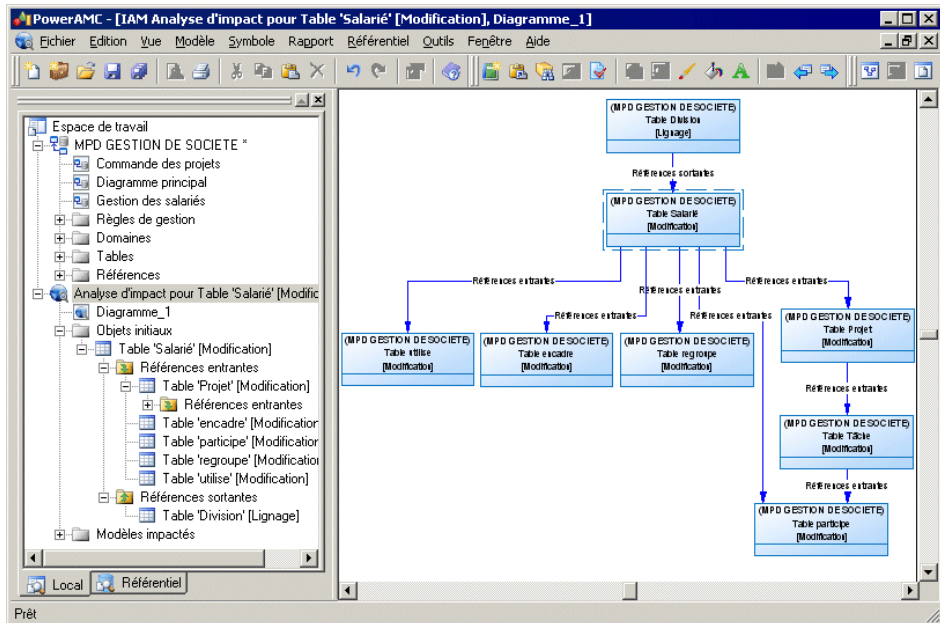 PowerAMC - [IAM Analyse d'impact pour Table 'Salarié' [Modification], Diagramme_1]
Fichier Edition Vue Modèle Symbole Rapport Référentiel Outils Fenêtre Aide
Espace de travail
MPD GESTION DE SOCIETE *
Commande des projets
Diagramme principal
Gestion des salariés
Règles de gestion
Domaines
Tables
Références
Analyse d'impact pour Table 'Salarié' [Modific
Diagramme_1
Objets initiaux
Table 'Salarié' [Modification]
Références entrantes
Table 'Projet' [Modification]
Références entrantes
Table 'encadre' [Modification
Table 'participe' [Modification
Table 'regroupe' [Modification
Table 'utilise' [Modification]
Références sortantes
Table 'Division' [Lignage]
Modèles impactés
Local
Référentiel
(MPD GESTION DE SOCIETE)
Table Division
[Lignage]
Références sortantes
(MPD GESTION DE SOCIETE)
Table Salarié
[Modification]
Références entrantes
Références entrantes
Références entrantes
Références entrantes
Références entrantes
(MPD GESTION DE SOCIETE)
Table utilise
[Modification]
(MPD GESTION DE SOCIETE)
Table encadre
[Modification]
(MPD GESTION DE SOCIETE)
Table regroupe
[Modification]
(MPD GESTION DE SOCIETE)
Table Projet
[Modification]
Références entrantes
(MPD GESTION DE SOCIETE)
Table Tâche
[Modification]
Références entrantes
(MPD GESTION DE SOCIETE)
Table participe
[Modification]
Prêt